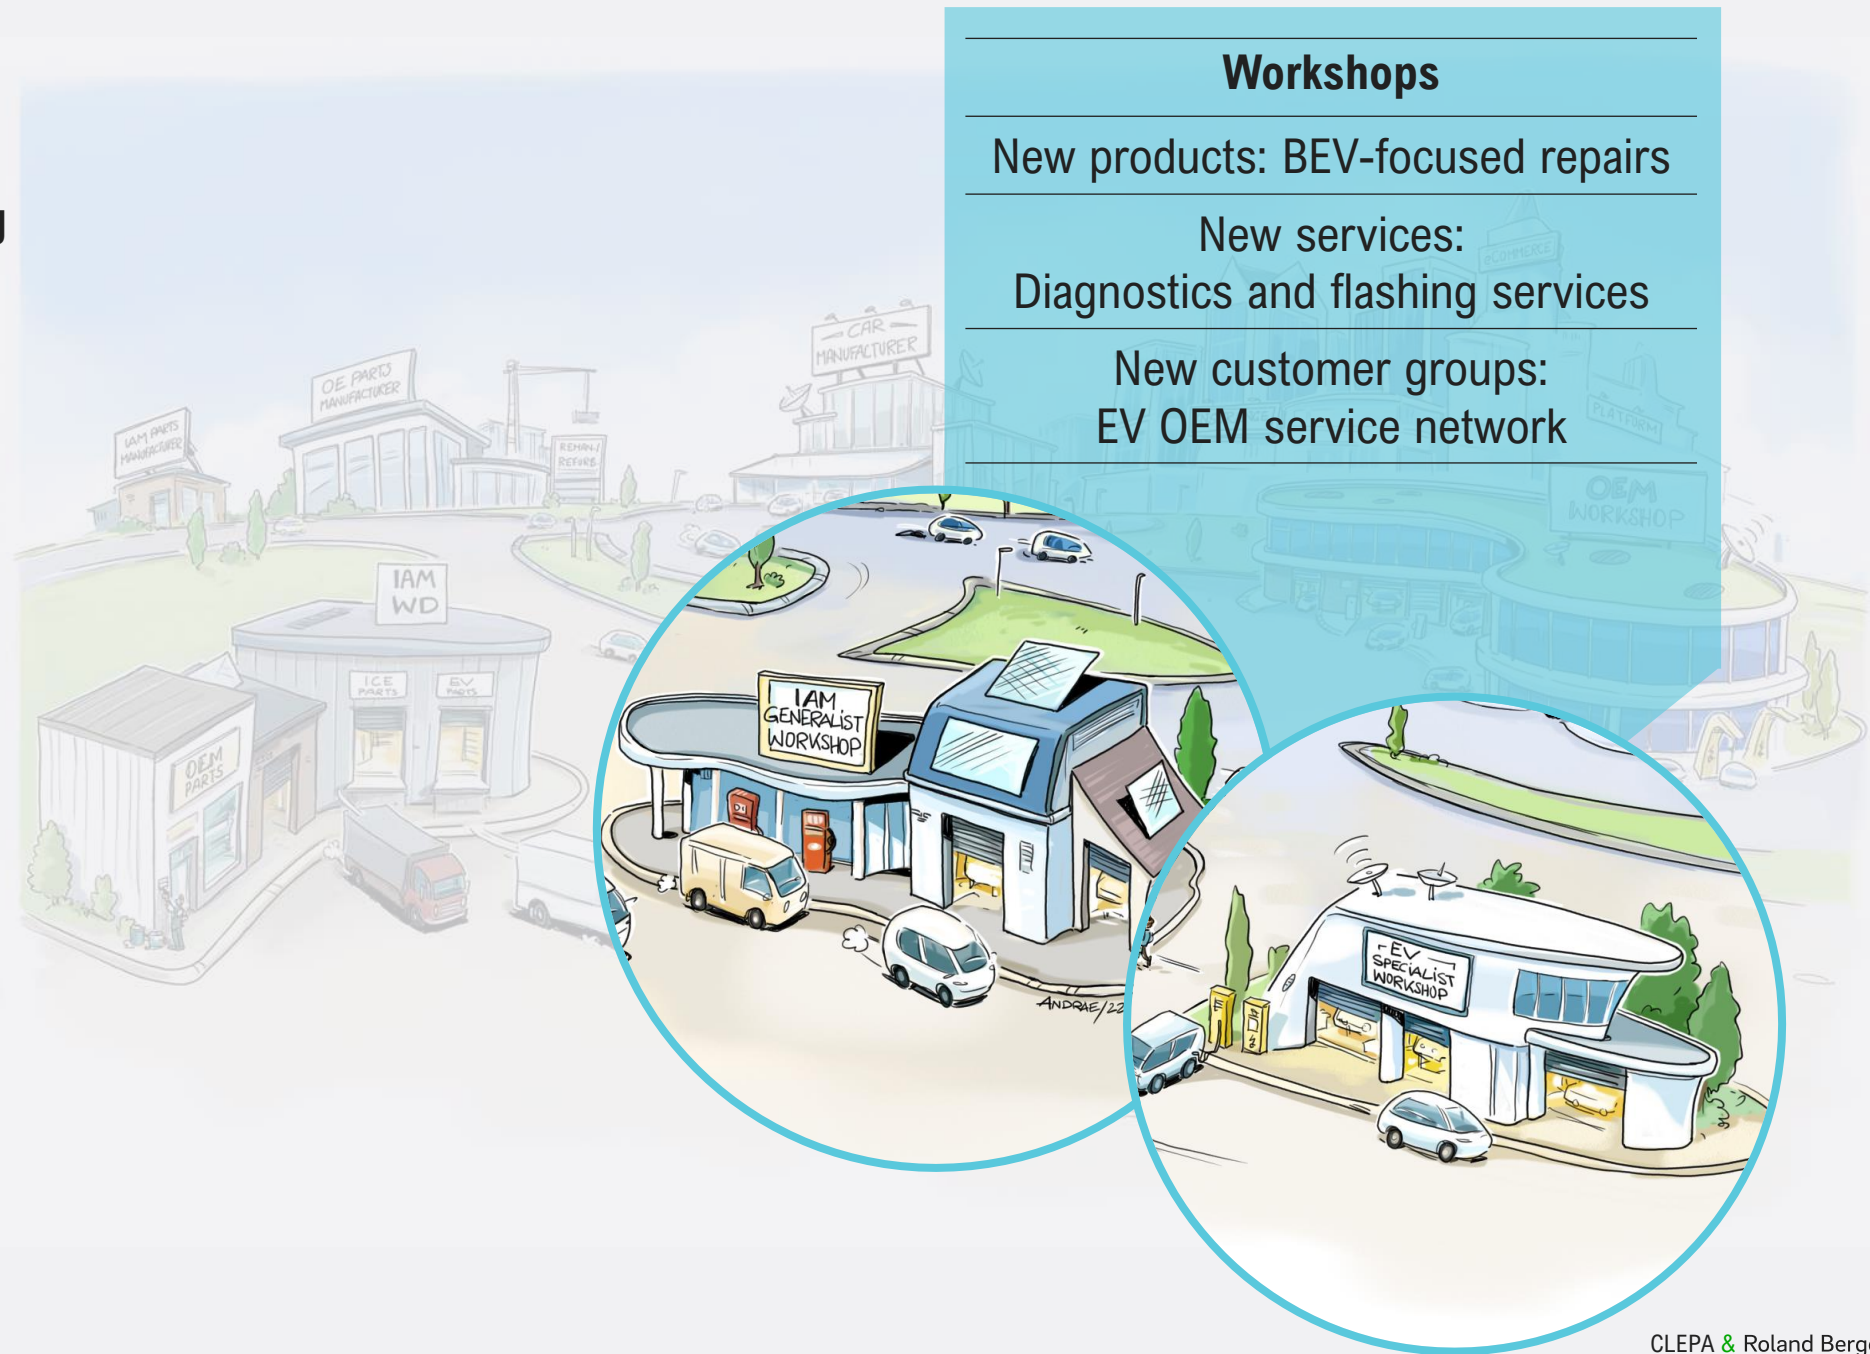 Workshops
New products: BEV-focused repairs
New services:
Diagnostics and flashing services
New customer groups:
EV OEM service network
eCOMMERCE
CAR
MANUFACTURER
OE PARTS
MANUFACTURER
IAM PARTS
MANUFACTURER
REMAN/
REFURB
PLATFORM
OEM
WORKSHOP
IAM
WD
ICE
PARTS
EV
PARTS
OEM
PARTS
IAM
GENERALIST
WORKSHOP
EV
SPECIALIST
WORKSHOP
ANDRAE/22
CLEPA & Roland Berg